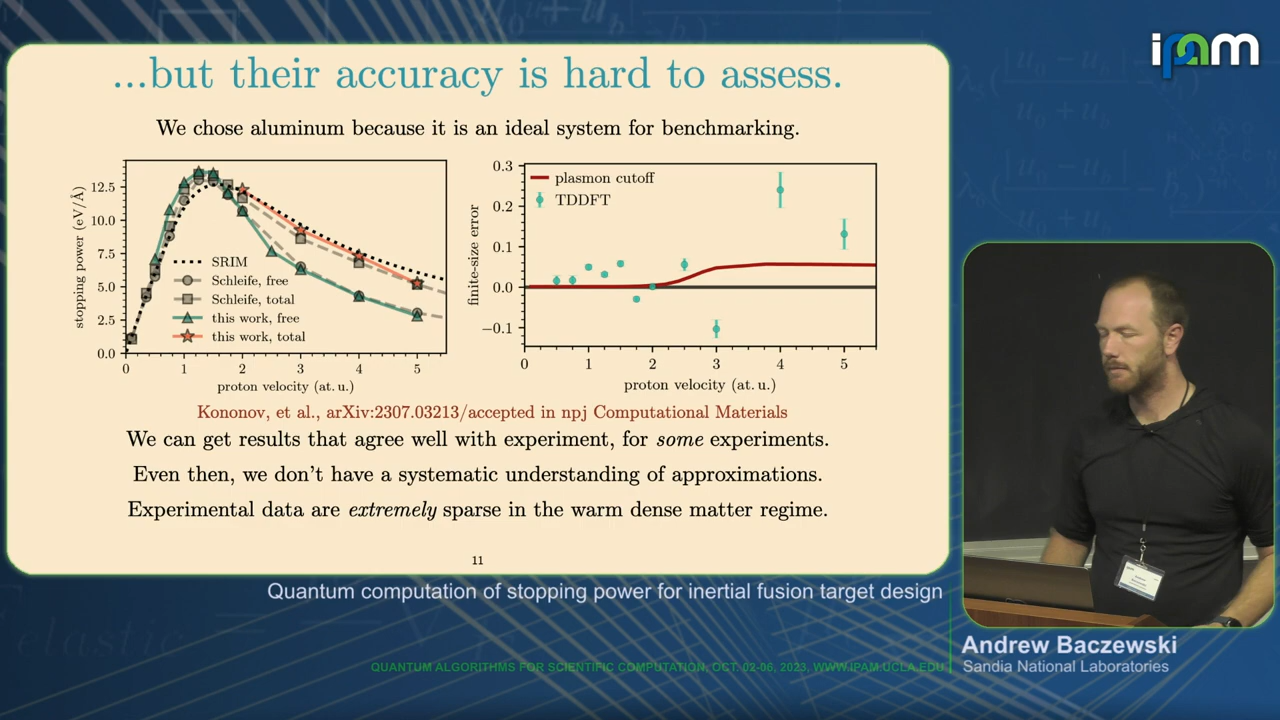 ipam
...but their accuracy is hard to assess.
We chose aluminum because it is an ideal system for benchmarking.
stopping power (eV/Å)
12.5
10.0
7.5
5.0
2.5
0.0
SRIM
Schleife, free
Schleife, total
this work, free
this work, total
0 1 2 3 4 5
proton velocity (at. u.)
finite-size error
0.3
0.2
0.1
0.0
−0.1
plasmon cutoff
TDDFT
0 1 2 3 4 5
proton velocity (at. u.)
Kononov, et al., arXiv:2307.03213/accepted in npj Computational Materials
We can get results that agree well with experiment, for some experiments.
Even then, we don't have a systematic understanding of approximations.
Experimental data are extremely sparse in the warm dense matter regime.
11
Quantum computation of stopping power for inertial fusion target design
Andrew Baczewski
Sandia National Laboratories
QUANTUM ALGORITHMS FOR SCIENTIFIC COMPUTATION, OCT. 02-06, 2023, WWW.IPAM.UCLA.EDU
elastic